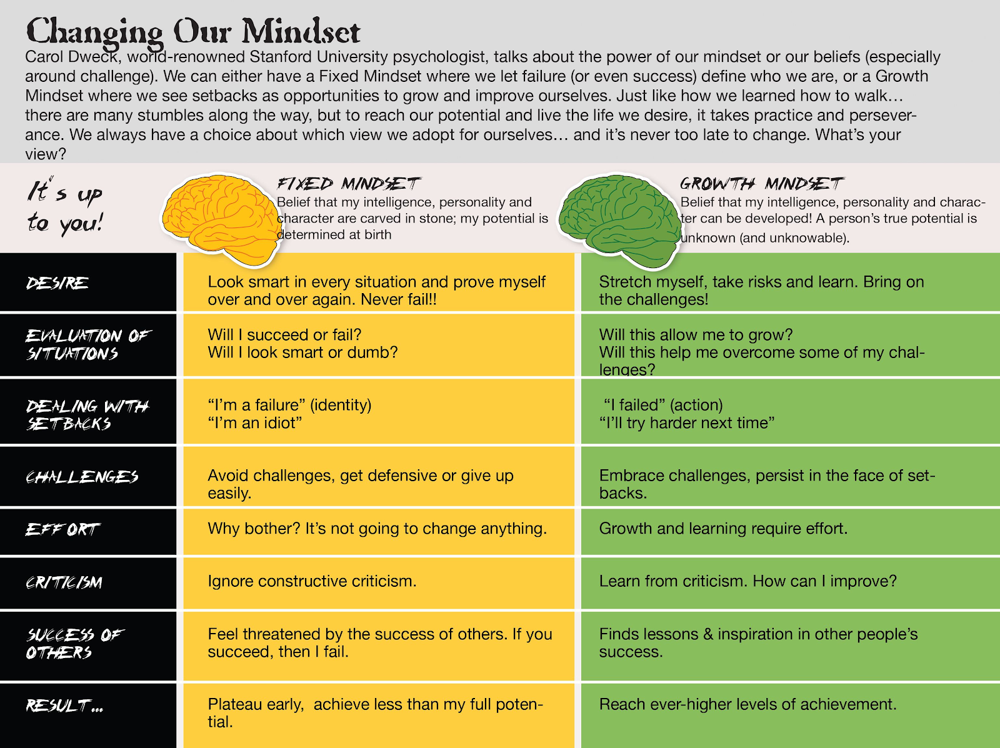 Changing Our Mindset
Carol Dweck, world-renowned Stanford University psychologist, talks about the power of our mindset or our beliefs (especially
around challenge). We can either have a Fixed Mindset where we let failure (or even success) define who we are, or a Growth
Mindset where we see setbacks as opportunities to grow and improve ourselves. Just like how we learned how to walk…
there are many stumbles along the way, but to reach our potential and live the life we desire, it takes practice and persever-
ance. We always have a choice about which view we adopt for ourselves… and it’s never too late to change. What’s your
view?
It's up
to you!
FIXED MINDSET
Belief that my intelligence, personality and
character are carved in stone; my potential is
determined at birth
GROWTH MINDSET
Belief that my intelligence, personality and charac-
ter can be developed! A person’s true potential is
unknown (and unknowable).
DESIRE
Look smart in every situation and prove myself
over and over again. Never fail!!
Stretch myself, take risks and learn. Bring on
the challenges!
EVALUATION OF
SITUATIONS
Will I succeed or fail?
Will I look smart or dumb?
Will this allow me to grow?
Will this help me overcome some of my chal-
lenges?
DEALING WITH
SETBACKS
“I’m a failure” (identity)
“I’m an idiot”
“I failed” (action)
“I’ll try harder next time”
CHALLENGES
Avoid challenges, get defensive or give up
easily.
Embrace challenges, persist in the face of set-
backs.
EFFORT
Why bother? It’s not going to change anything.
Growth and learning require effort.
CRITICISM
Ignore constructive criticism.
Learn from criticism. How can I improve?
SUCCESS OF
OTHERS
Feel threatened by the success of others. If you
succeed, then I fail.
Finds lessons & inspiration in other people’s
success.
RESULT...
Plateau early,  achieve less than my full poten-
tial.
Reach ever-higher levels of achievement.